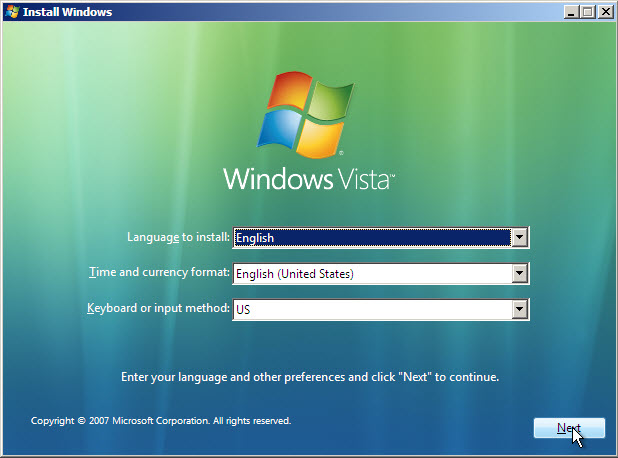 Install Windows
Windows Vista™
Language to install: English
Time and currency format: English (United States)
Keyboard or input method: US
Enter your language and other preferences and click "Next" to continue.
Copyright © 2007 Microsoft Corporation. All rights reserved.
Next